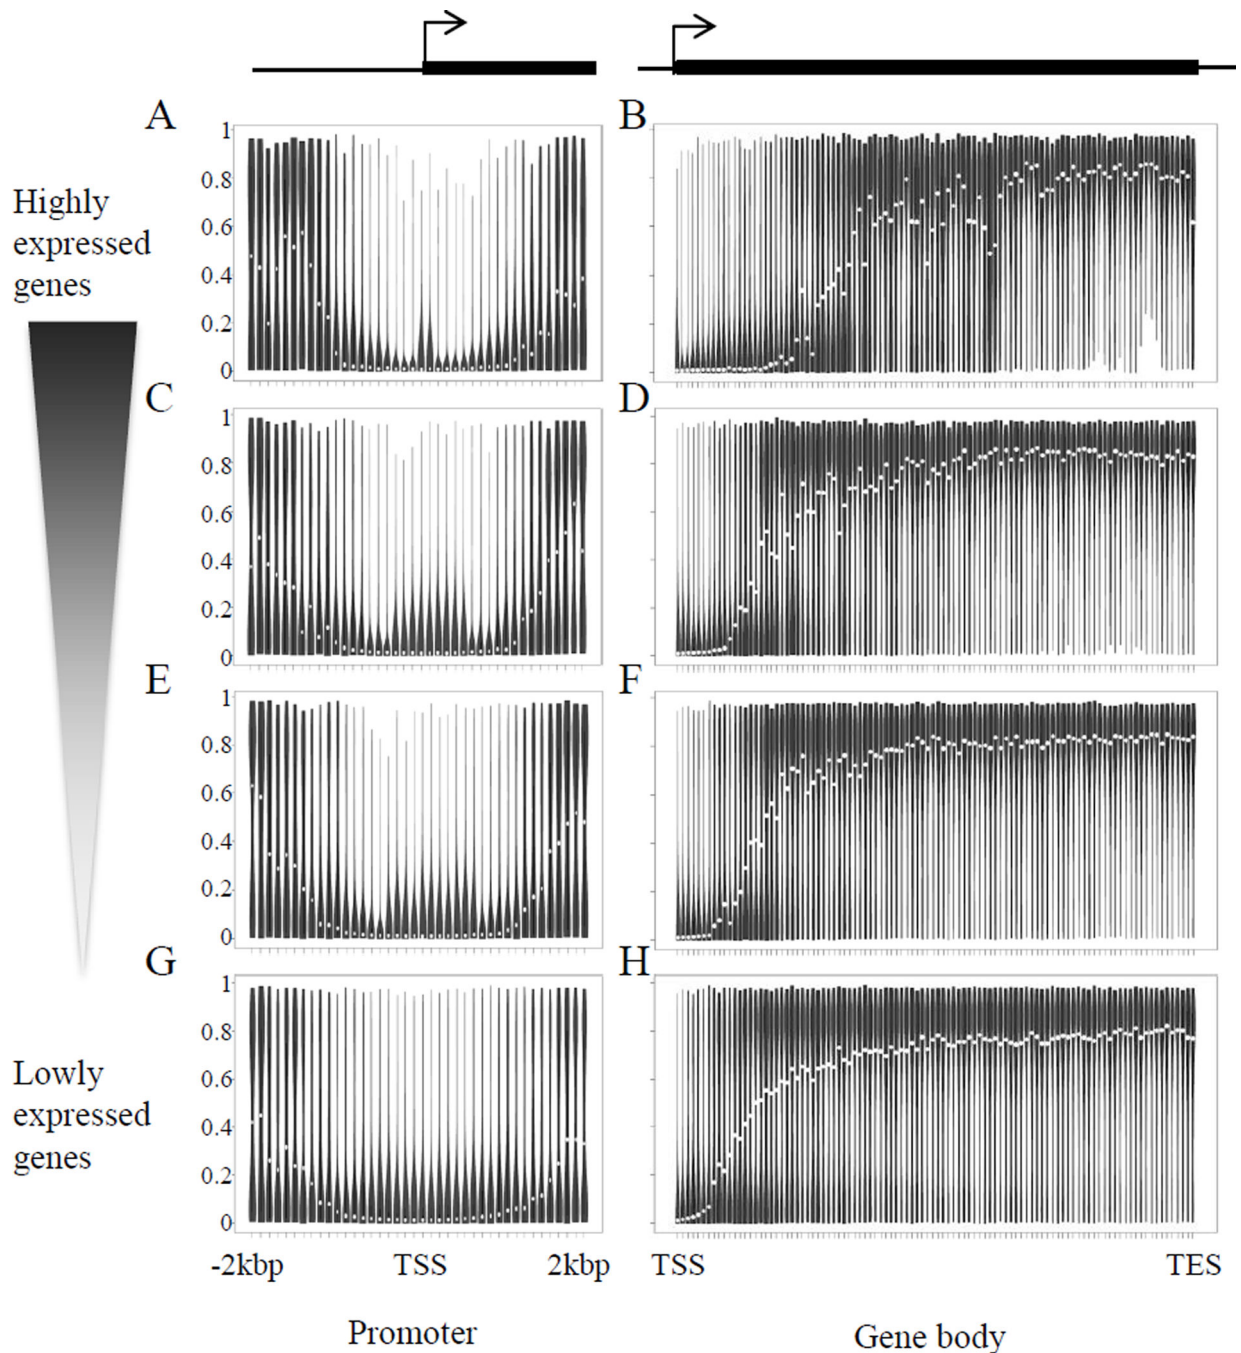 A
B
1
0.8
0.6
0.4
0.2
0
Highly
expressed
genes
C
D
1
0.8
0.6
0.4
0.2
0
E
F
1
0.8
0.6
0.4
0.2
0
G
H
1
0.8
0.6
0.4
0.2
0
Lowly
expressed
genes
-2kbp TSS 2kbp
TSS TES
Promoter
Gene body